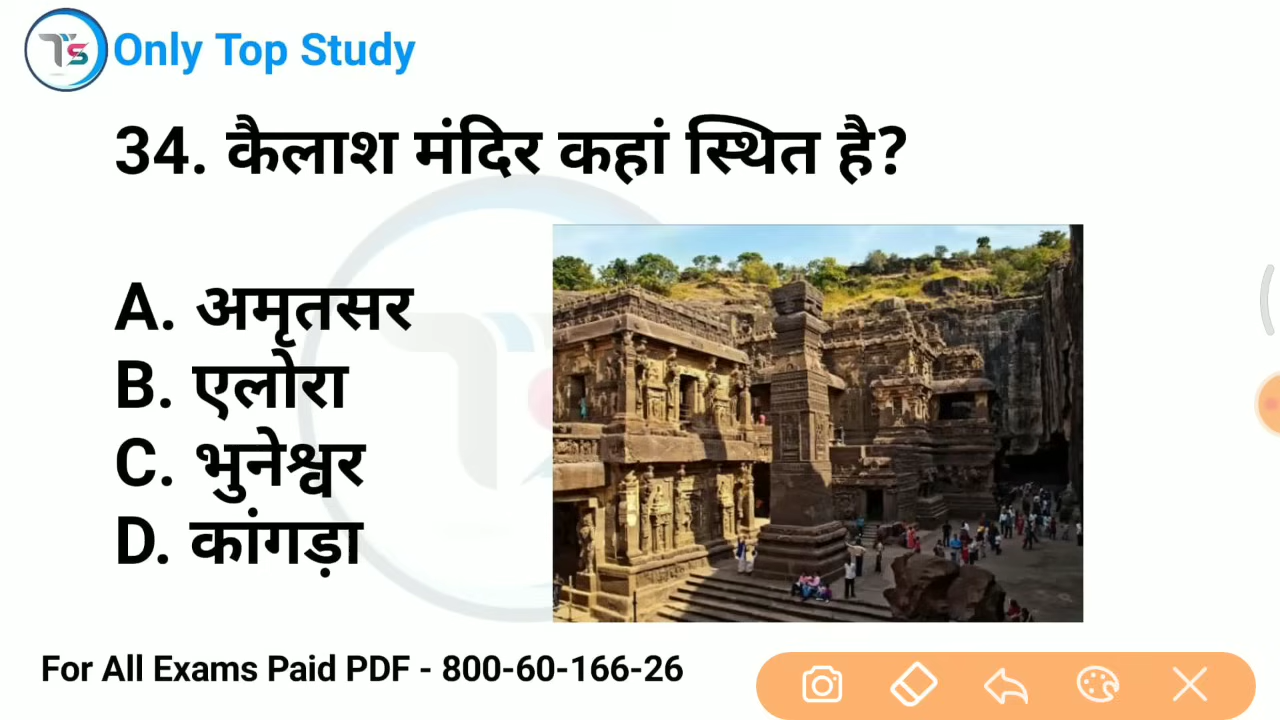 TS Only Top Study
34. कैलाश मंदिर कहां स्थित है?
A. अमृतसर
B. एलोरा
C. भुनेश्वर
D. कांगड़ा
For All Exams Paid PDF - 800-60-166-26